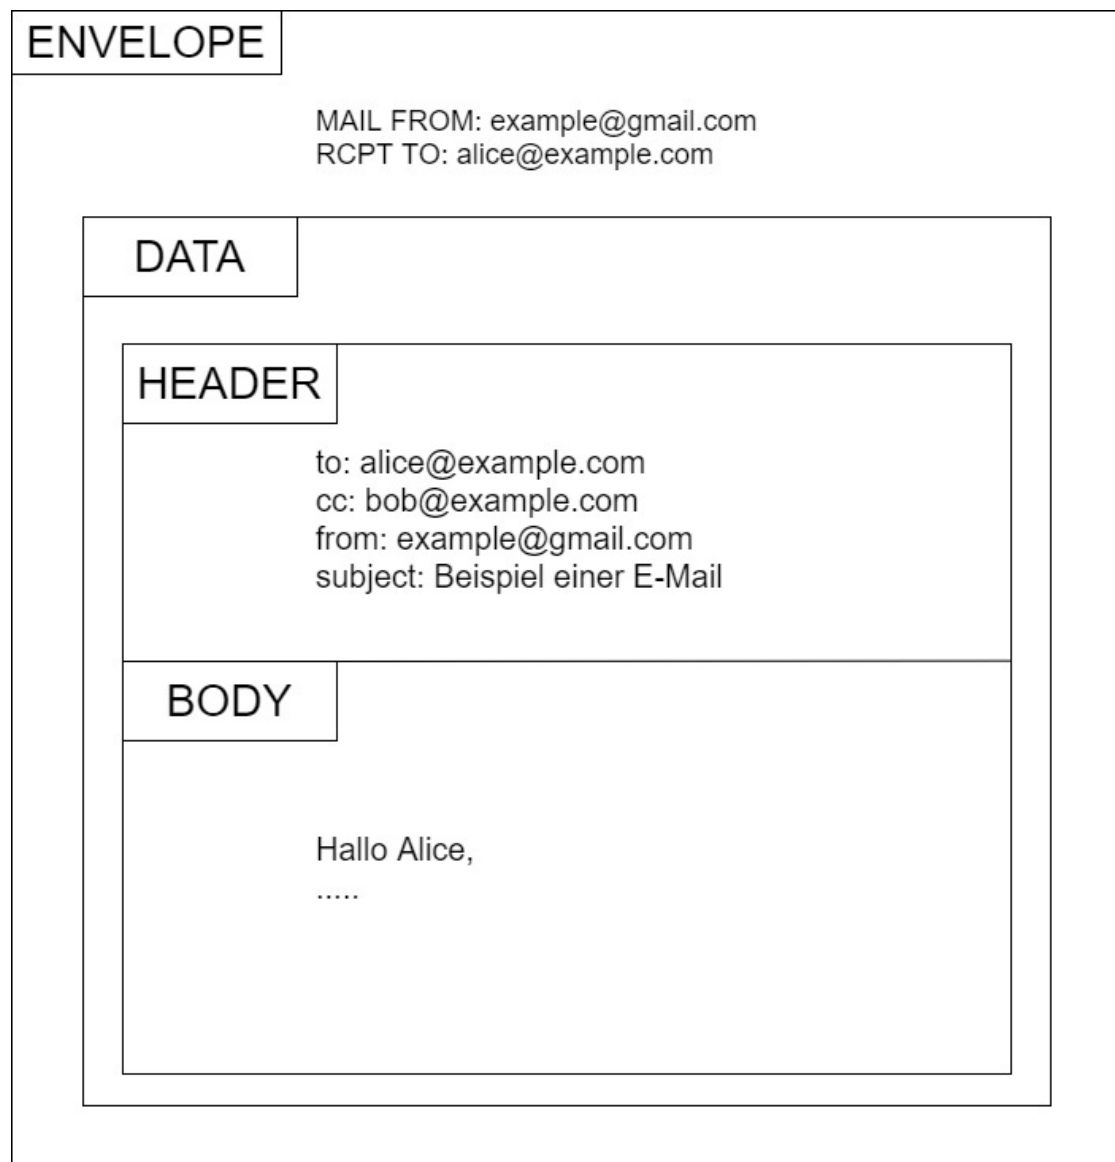 ENVELOPE
MAIL FROM: example@gmail.com
RCPT TO: alice@example.com
DATA
HEADER
to: alice@example.com
cc: bob@example.com
from: example@gmail.com
subject: Beispiel einer E-Mail
BODY
Hallo Alice,
.....